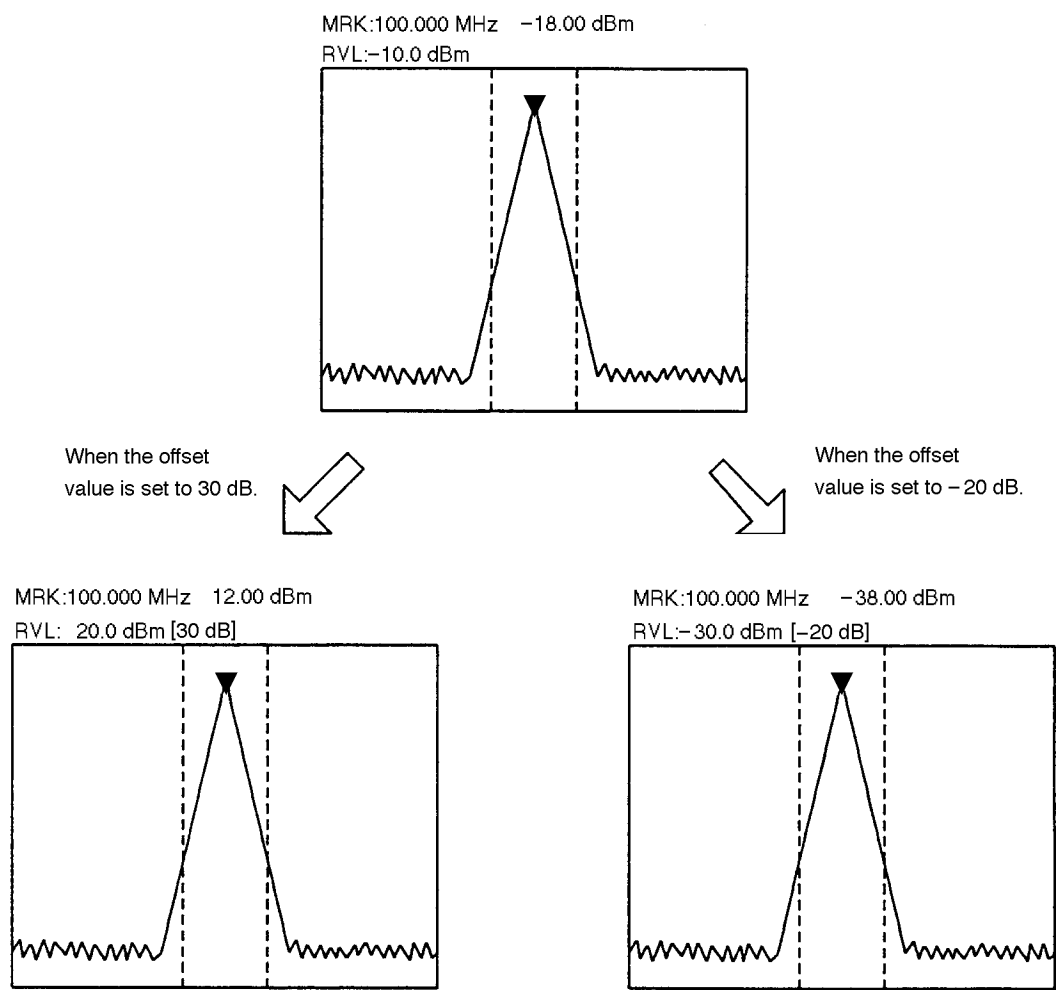 MRK:100.000 MHz −18.00 dBm
RVL:−10.0 dBm
When the offset
value is set to 30 dB.
When the offset
value is set to −20 dB.
MRK:100.000 MHz 12.00 dBm
RVL: 20.0 dBm [30 dB]
MRK:100.000 MHz −38.00 dBm
RVL:−30.0 dBm [−20 dB]